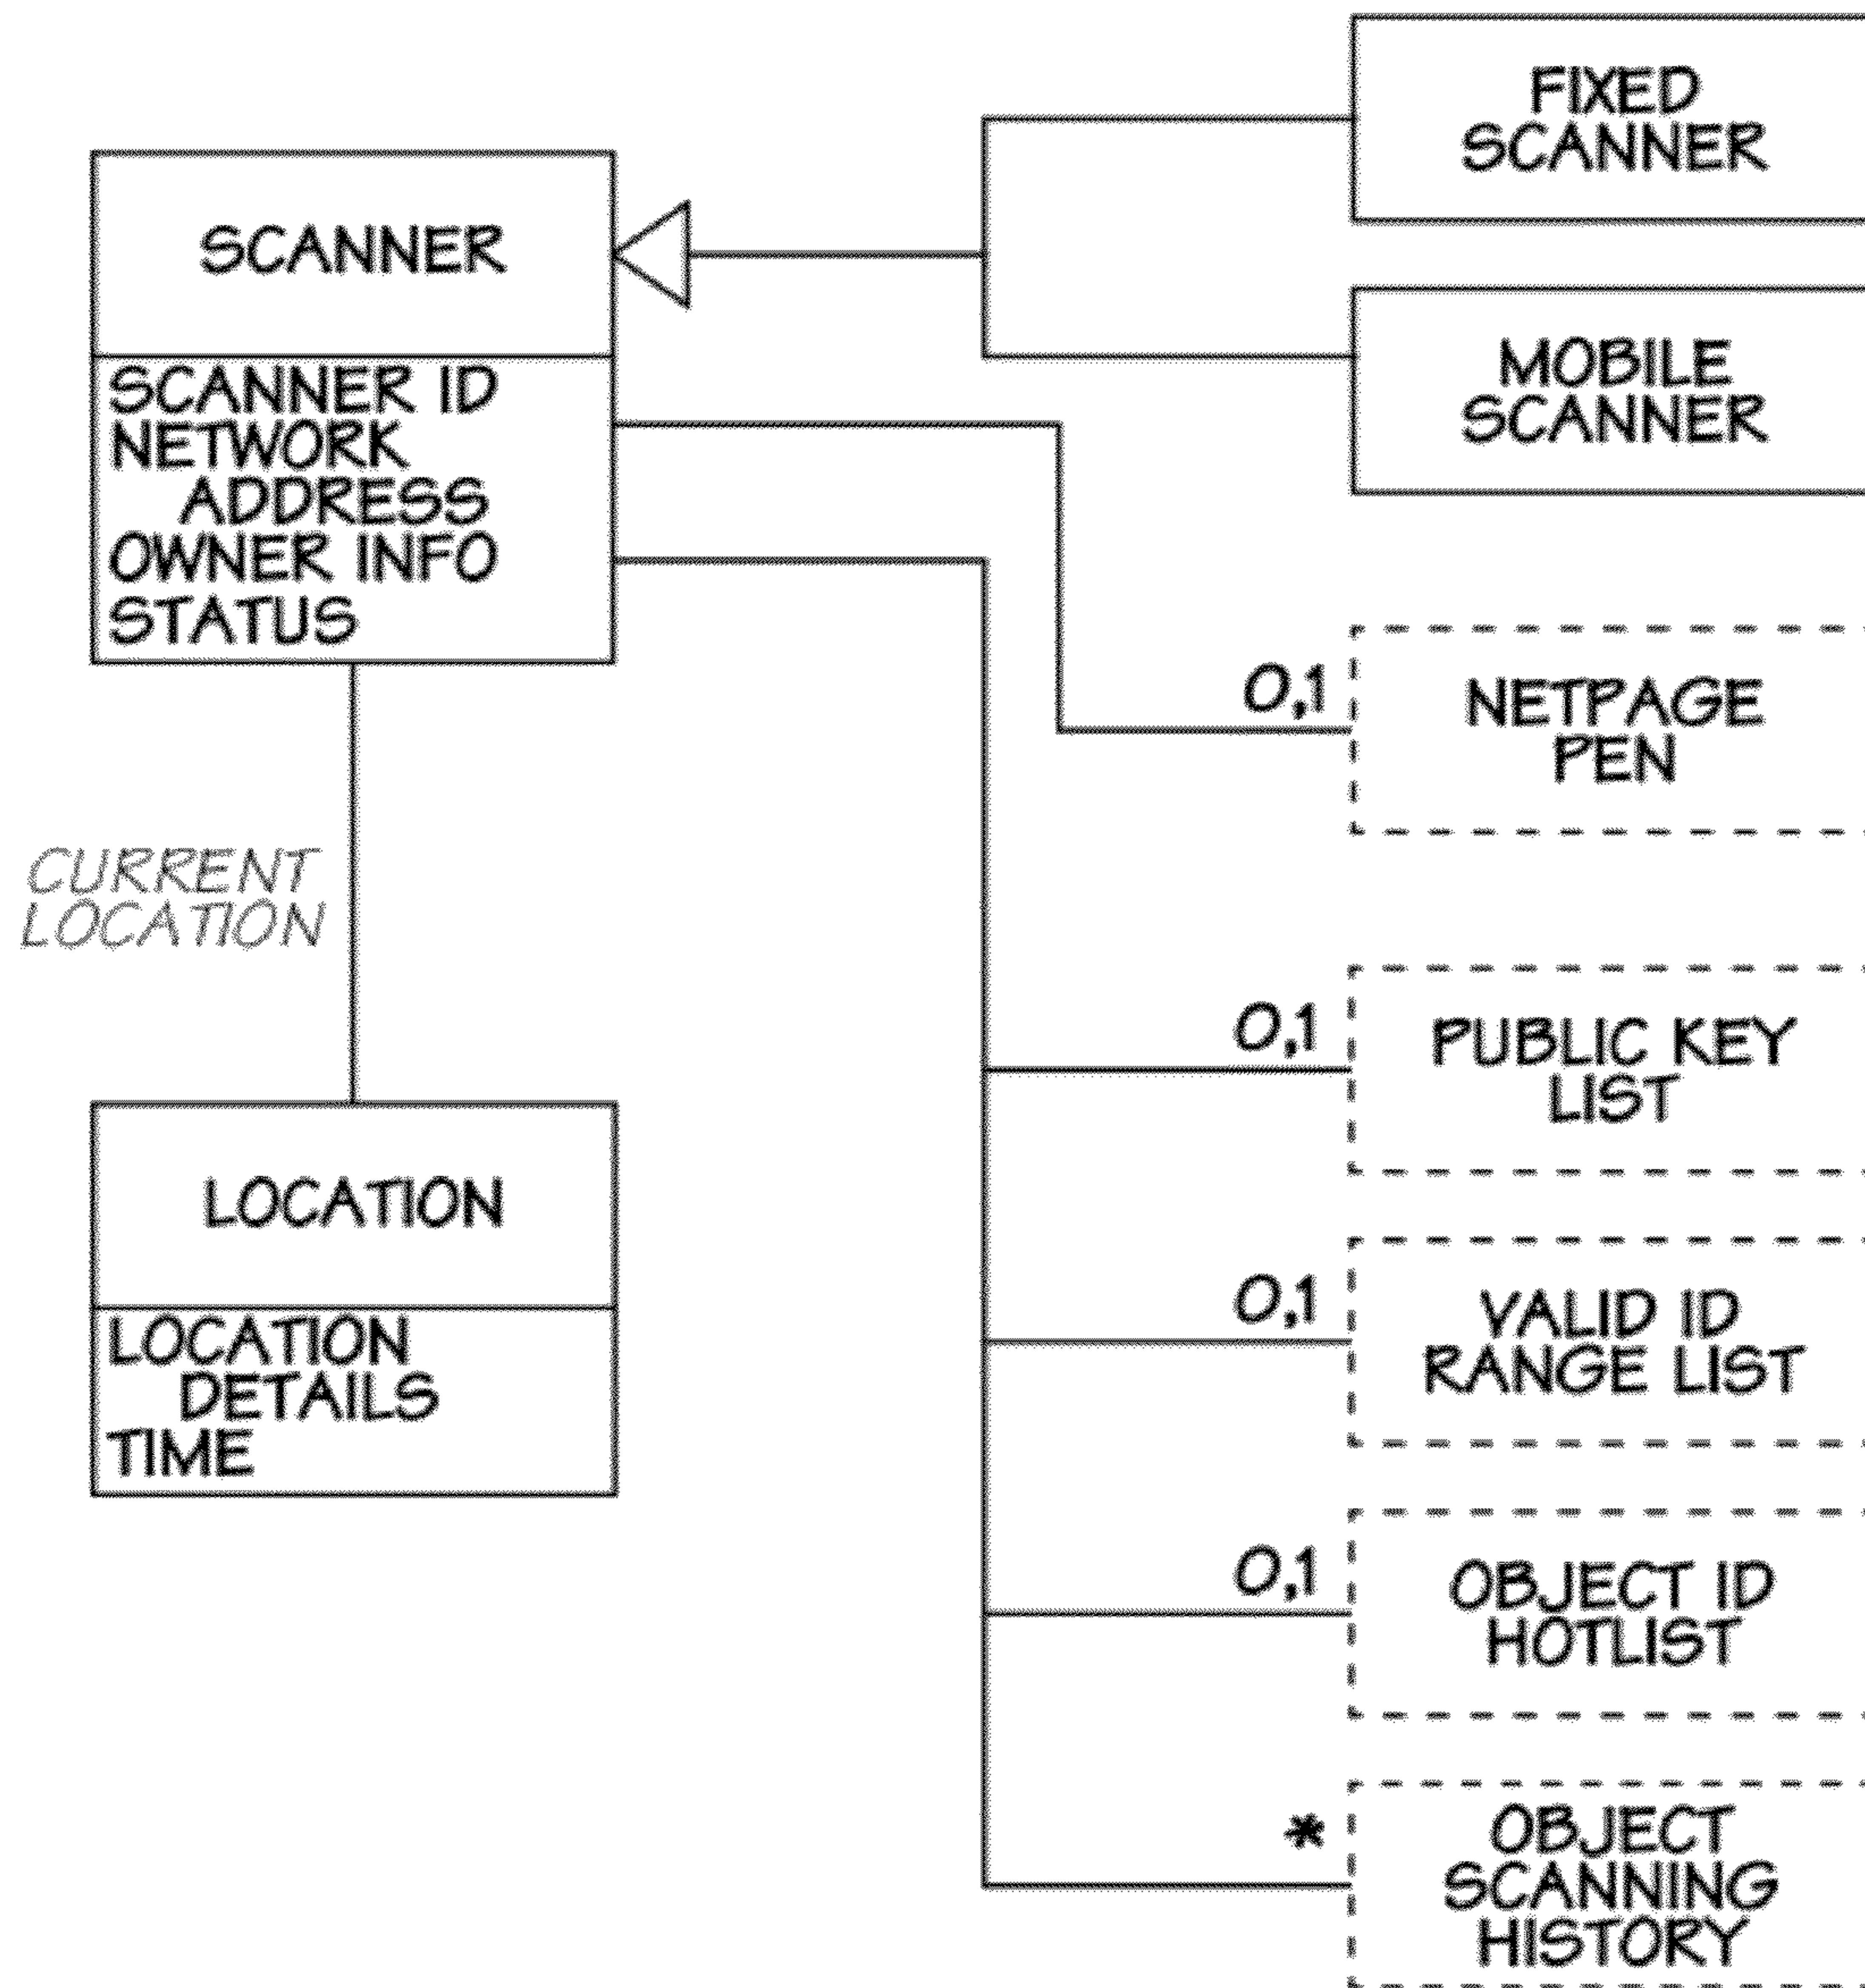 FIXED
SCANNER
SCANNER
MOBILE
SCANNER
SCANNER ID
NETWORK
ADDRESS
OWNER INFO
STATUS
0,1
NETPAGE
PEN
CURRENT
LOCATION
0,1
PUBLIC KEY
LIST
LOCATION
LOCATION
DETAILS
TIME
0,1
VALID ID
RANGE LIST
0,1
OBJECT ID
HOTLIST
*
OBJECT
SCANNING
HISTORY